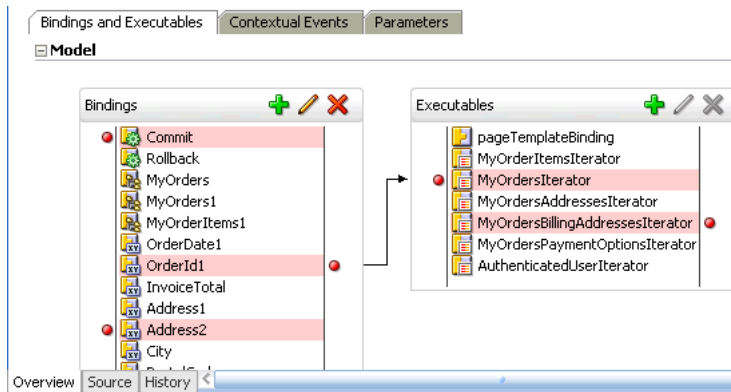 Bindings and Executables Contextual Events Parameters
Model
Bindings
Commit
Rollback
MyOrders
MyOrders1
MyOrderItems1
OrderDate1
OrderId1
InvoiceTotal
Address1
Address2
City
Executables
pageTemplateBinding
MyOrderItemsIterator
MyOrdersIterator
MyOrdersAddressesIterator
MyOrdersBillingAddressesIterator
MyOrdersPaymentOptionsIterator
AuthenticatedUserIterator
Overview Source History